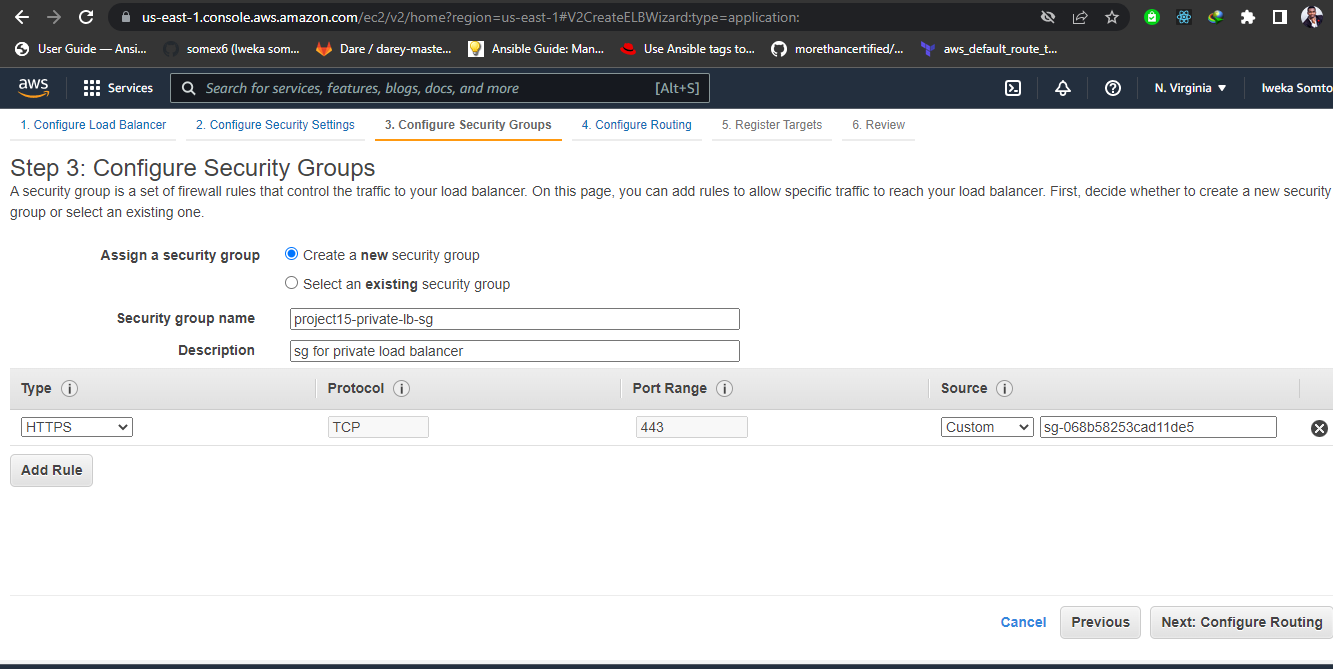 us-east-1.console.aws.amazon.com/ec2/v2/home?region=us-east-1#V2CreateELBWizard:type=application:
User Guide — Ansi... somex6 (Iweka som... Dare / darey-maste... Ansible Guide: Man... Use Ansible tags to... morethancertified/... aws_default_route_t...
aws Services Search for services, features, blogs, docs, and more [Alt+S] N. Virginia Iweka Somto
1. Configure Load Balancer 2. Configure Security Settings 3. Configure Security Groups 4. Configure Routing 5. Register Targets 6. Review
Step 3: Configure Security Groups
A security group is a set of firewall rules that control the traffic to your load balancer. On this page, you can add rules to allow specific traffic to reach your load balancer. First, decide whether to create a new security
group or select an existing one.
Assign a security group Create a new security group
Select an existing security group
Security group name project15-private-lb-sg
Description sg for private load balancer
Type Protocol Port Range Source
HTTPS TCP 443 Custom sg-068b58253cad11de5
Add Rule
Cancel Previous Next: Configure Routing